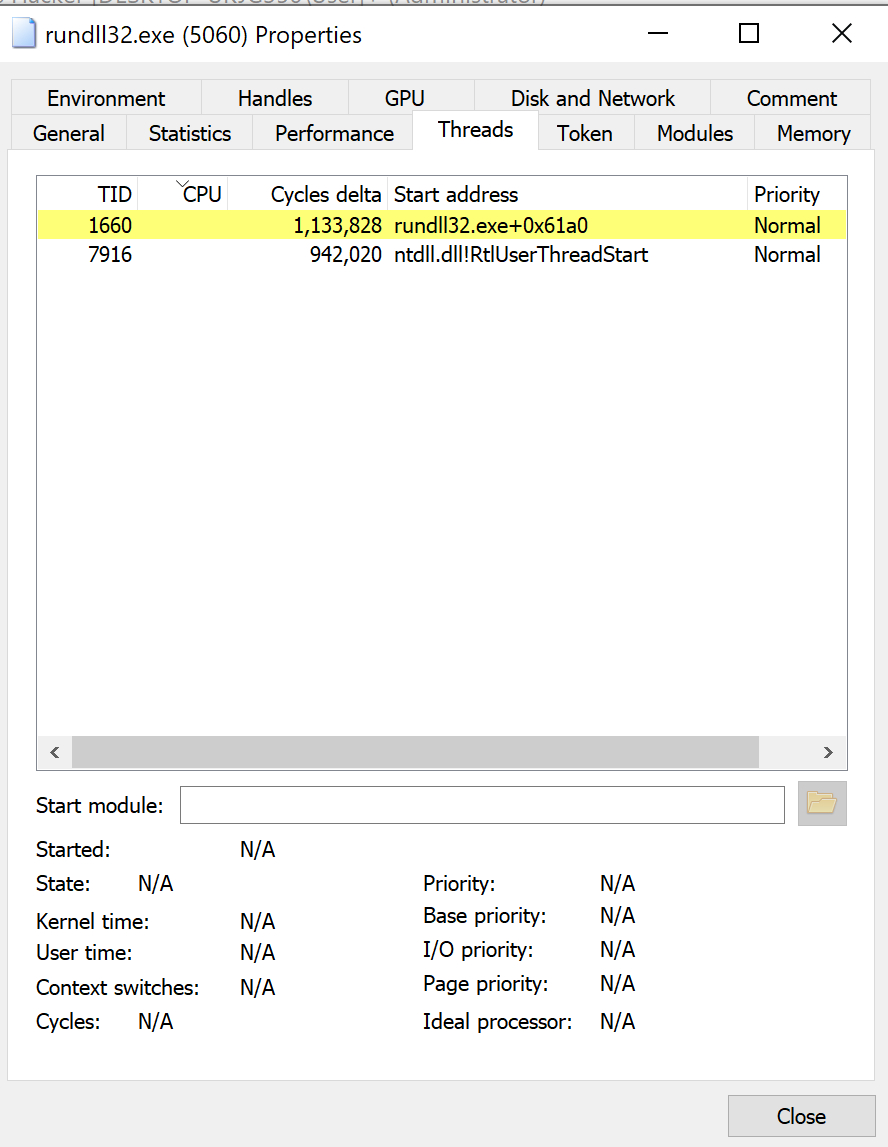 rundll32.exe (5060) Properties
Environment Handles GPU Disk and Network Comment
General Statistics Performance Threads Token Modules Memory
TID CPU Cycles delta Start address Priority
1660 1,133,828 rundll32.exe+0x61a0 Normal
7916 942,020 ntdll.dll!RtlUserThreadStart Normal
Start module:
Started: N/A
State: N/A Priority: N/A
Kernel time: N/A Base priority: N/A
User time: N/A I/O priority: N/A
Context switches: N/A Page priority: N/A
Cycles: N/A Ideal processor: N/A
Close